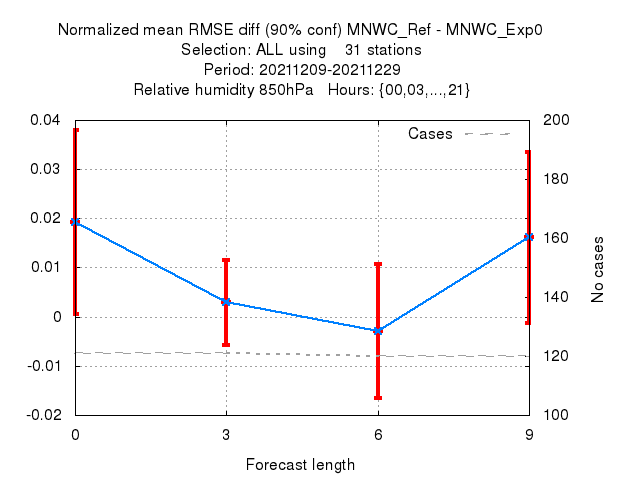 Normalized mean RMSE diff (90% conf) MNWC_Ref - MNWC_Exp0
Selection: ALL using    31 stations
Period: 20211209-20211229
Relative humidity 850hPa   Hours: {00,03,...,21}
0.04
0.03
0.02
0.01
0
-0.01
-0.02
200
180
160
140
120
100
Cases
No cases
0 3 6 9
Forecast length